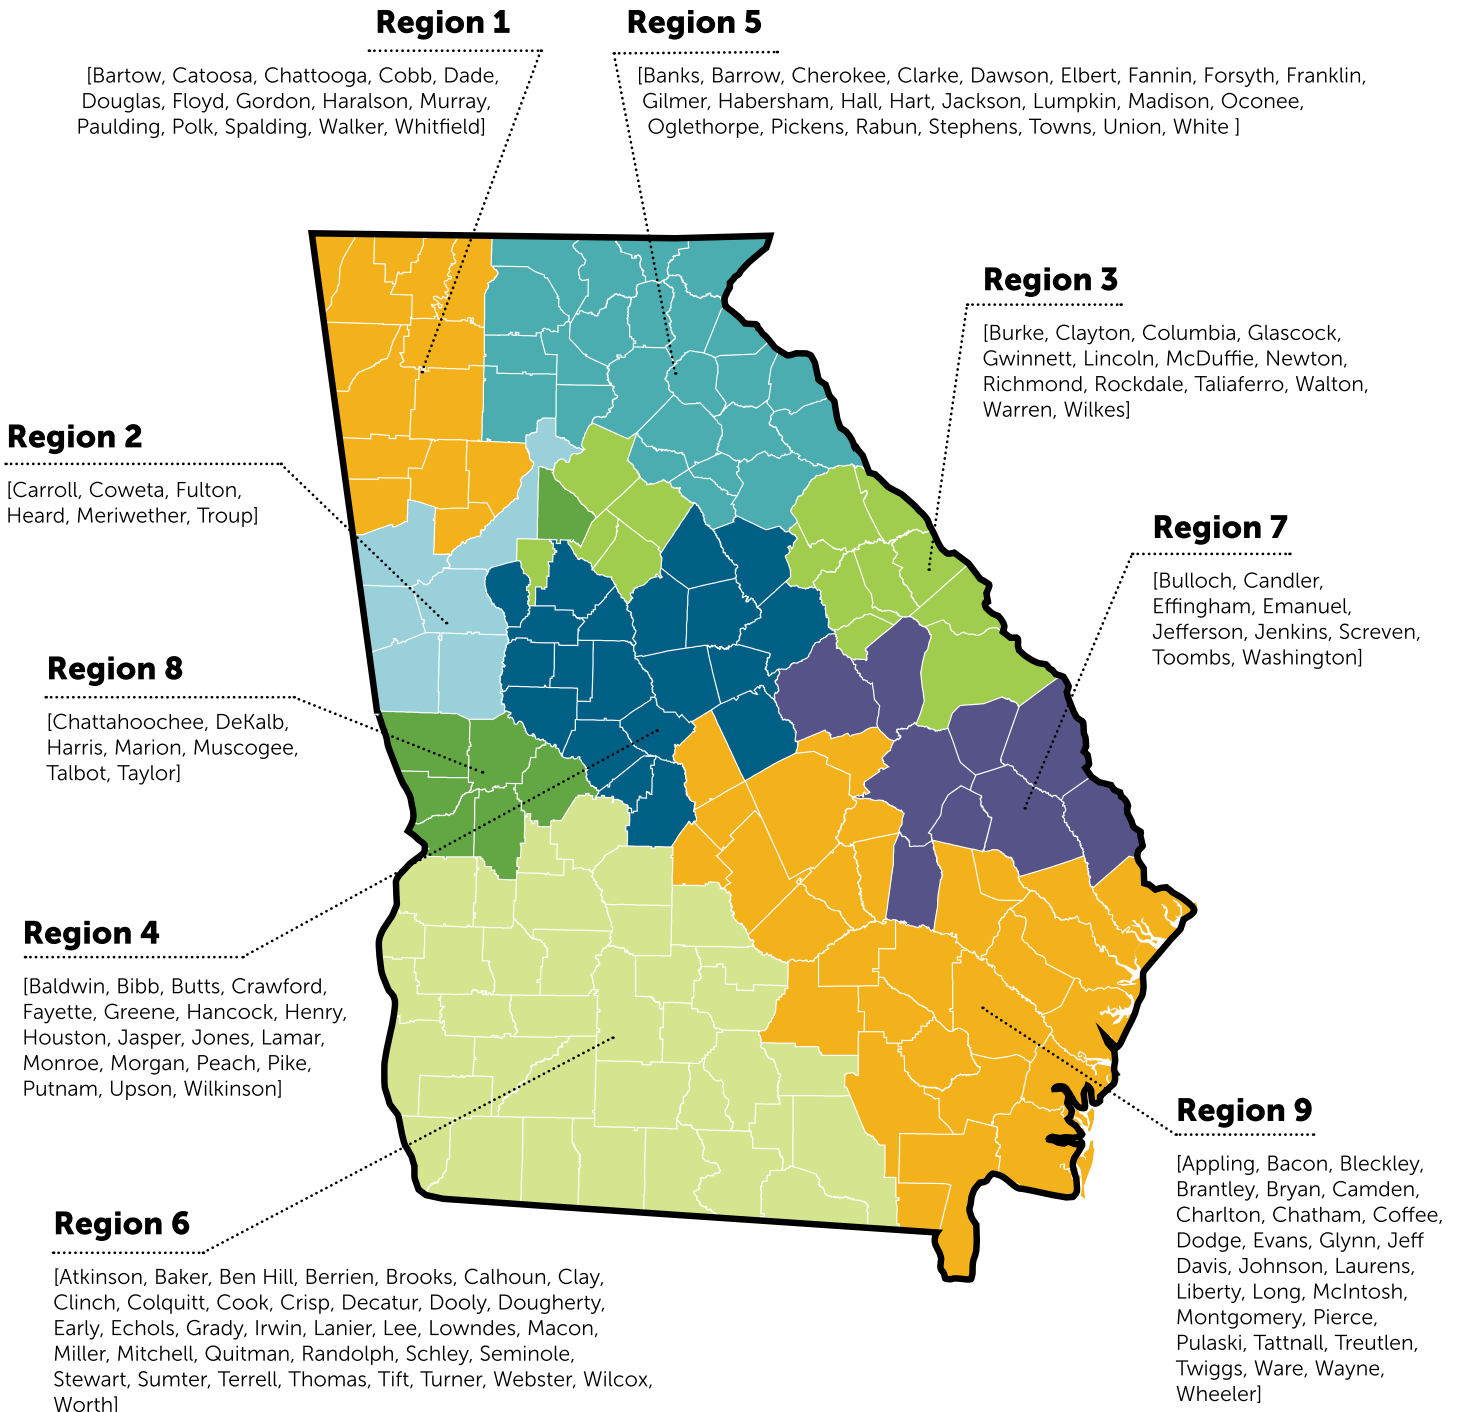 Region 1
[Bartow, Catoosa, Chattooga, Cobb, Dade,
Douglas, Floyd, Gordon, Haralson, Murray,
Paulding, Polk, Spalding, Walker, Whitfield]
Region 5
[Banks, Barrow, Cherokee, Clarke, Dawson, Elbert, Fannin, Forsyth, Franklin,
Gilmer, Habersham, Hall, Hart, Jackson, Lumpkin, Madison, Oconee,
Oglethorpe, Pickens, Rabun, Stephens, Towns, Union, White ]
Region 3
[Burke, Clayton, Columbia, Glascock,
Gwinnett, Lincoln, McDuffie, Newton,
Richmond, Rockdale, Taliaferro, Walton,
Warren, Wilkes]
Region 2
[Carroll, Coweta, Fulton,
Heard, Meriwether, Troup]
Region 7
[Bulloch, Candler,
Effingham, Emanuel,
Jefferson, Jenkins, Screven,
Toombs, Washington]
Region 8
[Chattahoochee, DeKalb,
Harris, Marion, Muscogee,
Talbot, Taylor]
Region 4
[Baldwin, Bibb, Butts, Crawford,
Fayette, Greene, Hancock, Henry,
Houston, Jasper, Jones, Lamar,
Monroe, Morgan, Peach, Pike,
Putnam, Upson, Wilkinson]
Region 9
[Appling, Bacon, Bleckley,
Brantley, Bryan, Camden,
Charlton, Chatham, Coffee,
Dodge, Evans, Glynn, Jeff
Davis, Johnson, Laurens,
Liberty, Long, McIntosh,
Montgomery, Pierce,
Pulaski, Tattnall, Treutlen,
Twiggs, Ware, Wayne,
Wheeler]
Region 6
[Atkinson, Baker, Ben Hill, Berrien, Brooks, Calhoun, Clay,
Clinch, Colquitt, Cook, Crisp, Decatur, Dooly, Dougherty,
Early, Echols, Grady, Irwin, Lanier, Lee, Lowndes, Macon,
Miller, Mitchell, Quitman, Randolph, Schley, Seminole,
Stewart, Sumter, Terrell, Thomas, Tift, Turner, Webster, Wilcox,
Worth]